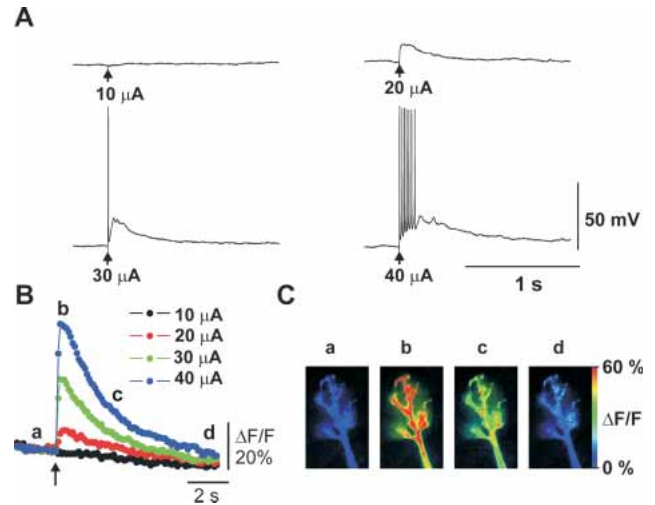 A
10 µA
20 µA
30 µA
40 µA
50 mV
1 s
B
b
10 µA
20 µA
30 µA
40 µA
c
a
d
ΔF/F
20%
2 s
C
a
b
c
d
60 %
ΔF/F
0 %